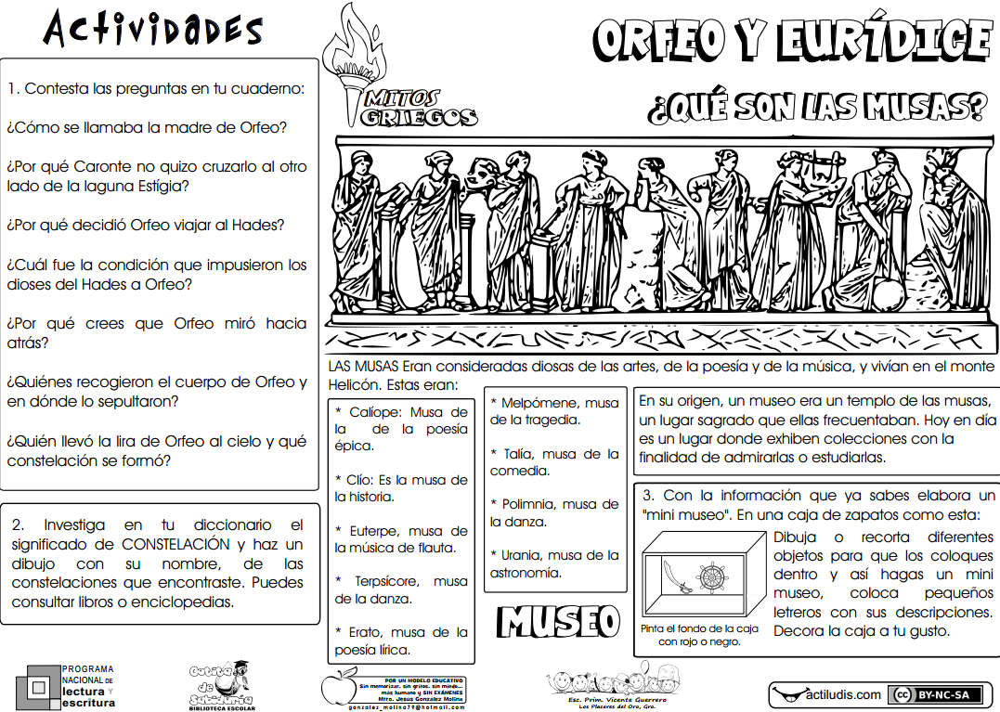 Actividades
1. Contesta las preguntas en tu cuaderno:
¿Cómo se llamaba la madre de Orfeo?
¿Por qué Caronte no quizo cruzarlo al otro
lado de la laguna Estígia?
¿Por qué decidió Orfeo viajar al Hades?
¿Cuál fue la condición que impusieron los
dioses del Hades a Orfeo?
¿Por qué crees que Orfeo miró hacia
atrás?
¿Quiénes recogieron el cuerpo de Orfeo y
en dónde lo sepultaron?
¿Quién llevó la lira de Orfeo al cielo y qué
constelación se formó?
2. Investiga en tu diccionario el
significado de CONSTELACIÓN y haz un
dibujo con su nombre, de las
constelaciones que encontraste. Puedes
consultar libros o enciclopedias.
PROGRAMA
NACIONAL DE
lectura Y
escritura
Gotita
de
Sabiduría
BIBLIOTECA ESCOLAR
MITOS
GRIEGOS
ORFEO Y EURÍDICE
¿QUÉ SON LAS MUSAS?
LAS MUSAS Eran consideradas diosas de las artes, de la poesía y de la música, y vivían en el monte
Helicón. Estas eran:
* Calíope: Musa de
la de la poesía
épica.
* Clío: Es la musa de
la historia.
* Euterpe, musa de
la música de flauta.
* Terpsícore, musa
de la danza.
* Erato, musa de la
poesía lírica.
* Melpómene, musa
de la tragedia.
* Talía, musa de la
comedia.
* Polimnia, musa de
la danza.
* Urania, musa de la
astronomía.
MUSEO
En su origen, un museo era un templo de las musas,
un lugar sagrado que ellas frecuentaban. Hoy en día
es un lugar donde exhiben colecciones con la
finalidad de admirarlas o estudiarlas.
3. Con la información que ya sabes elabora un
"mini museo". En una caja de zapatos como esta:
Dibuja o recorta diferentes
objetos para que los coloques
dentro y así hagas un mini
museo, coloca pequeños
letreros con sus descripciones.
Decora la caja a tu gusto.
Pinta el fondo de la caja
con rojo o negro.
POR UN MODELO EDUCATIVO
Sin memorizar, sin gritos, sin miedo...
más humano y SIN EXÁMENES
Mtro. Jesús González Molina
gonzalez_molina79@hotmail.com
Esc. Prim. Vicente Guerrero
Los Placeres del Oro, Gro.
actiludis.com
cc BY-NC-SA